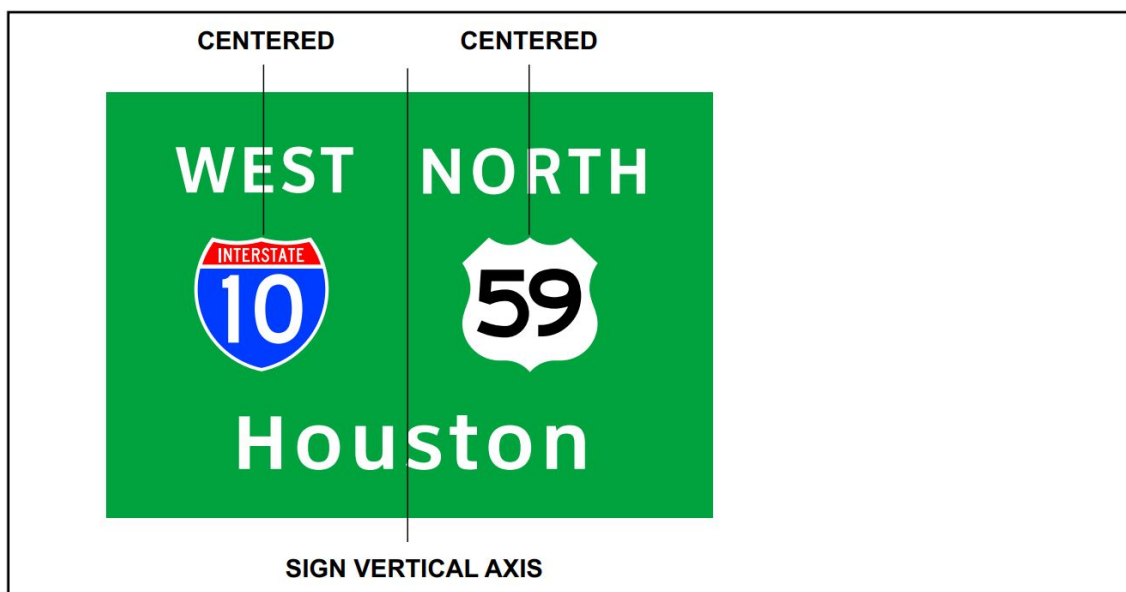 CENTERED CENTERED
WEST NORTH
INTERSTATE
10 59
Houston
SIGN VERTICAL AXIS